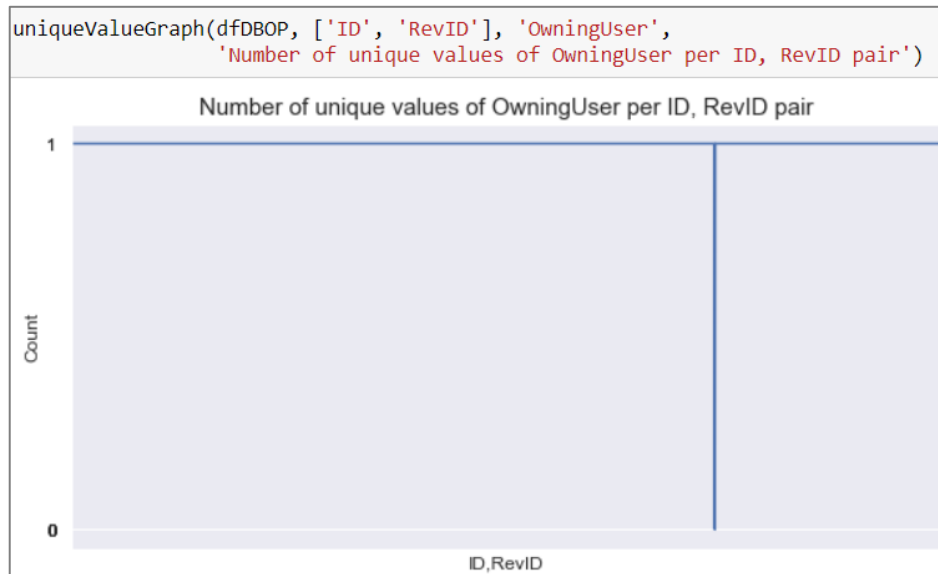 uniqueValueGraph(dfDBOP, ['ID', 'RevID'], 'OwningUser',
'Number of unique values of OwningUser per ID, RevID pair')
Number of unique values of OwningUser per ID, RevID pair
1
Count
0
ID,RevID